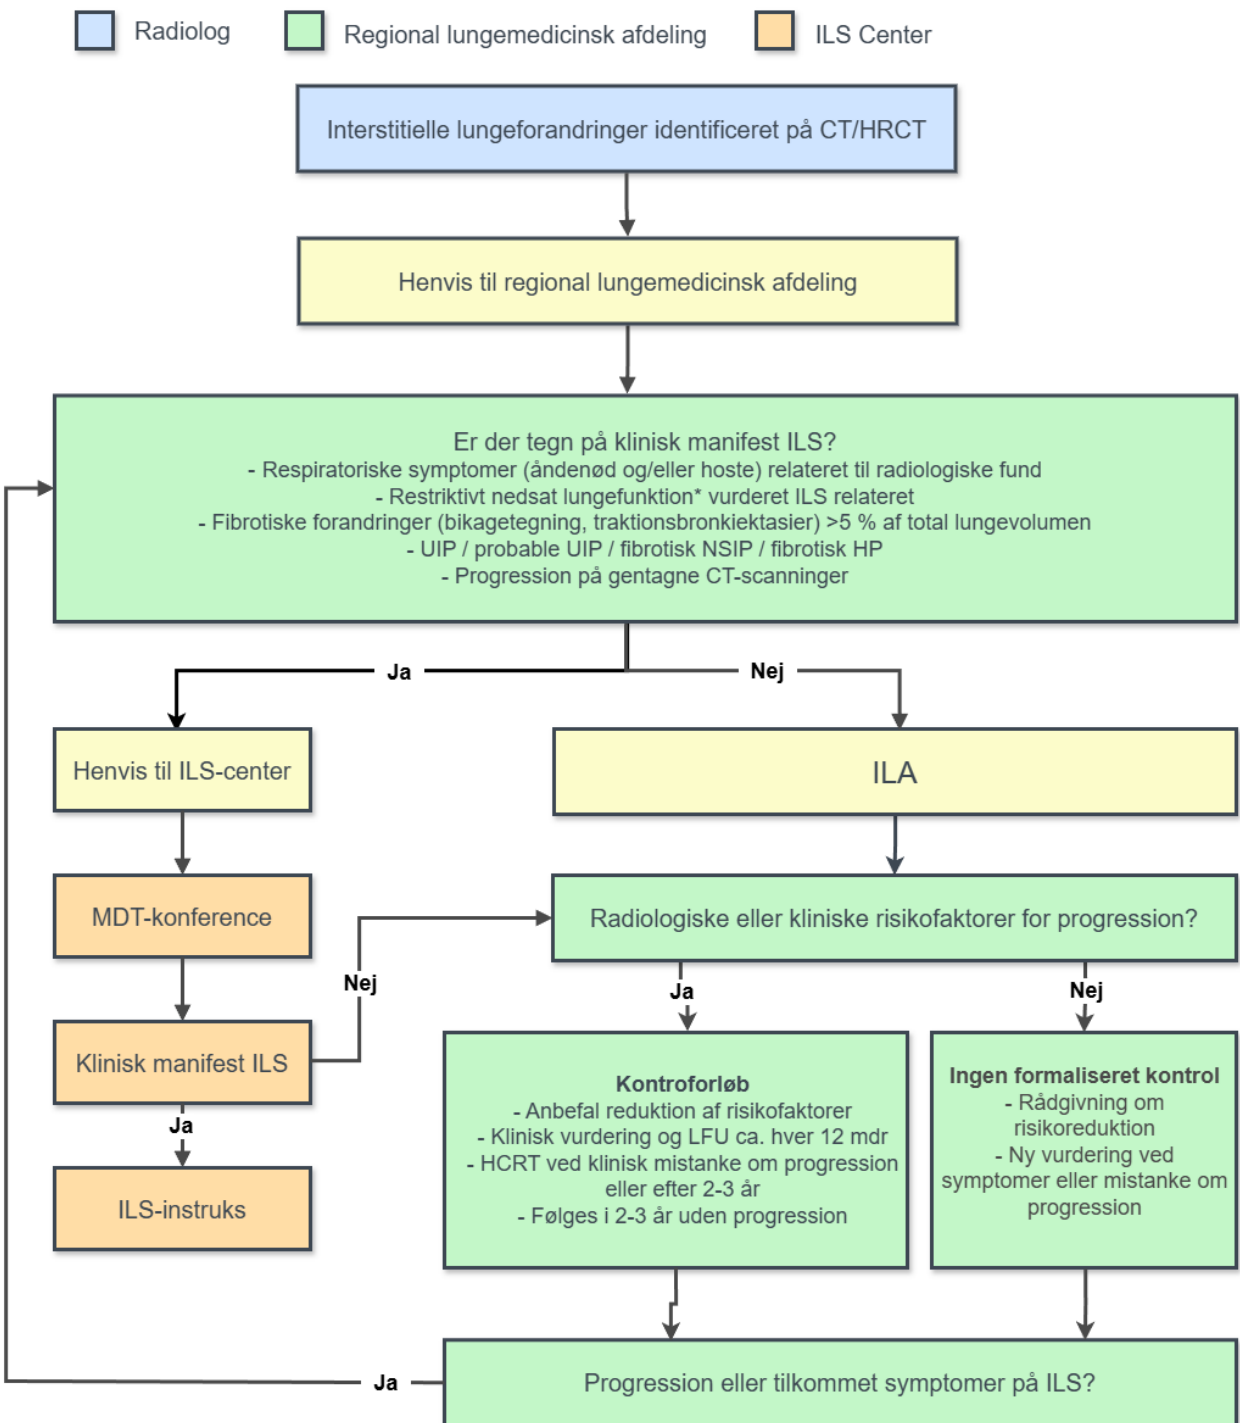 Radiolog
Regional lungemedicinsk afdeling
ILS Center
Interstitielle lungeforandringer identificeret på CT/HRCT
Henvis til regional lungemedicinsk afdeling
Er der tegn på klinisk manifest ILS?
- Respiratoriske symptomer (åndenød og/eller hoste) relateret til radiologiske fund
- Restriktivt nedsat lungefunktion* vurderet ILS relateret
- Fibrotiske forandringer (bikagetegning, traktionsbronkiektasier) >5 % af total lungevolumen
- UIP / probable UIP / fibrotisk NSIP / fibrotisk HP
- Progression på gentagne CT-scanninger
Ja
Nej
Henvis til ILS-center
ILA
MDT-konference
Radiologiske eller kliniske risikofaktorer for progression?
Nej
Ja
Nej
Klinisk manifest ILS
Ja
ILS-instruks
Kontroforløb
- Anbefal reduktion af risikofaktorer
- Klinisk vurdering og LFU ca. hver 12 mdr
- HCRT ved klinisk mistanke om progression
eller efter 2-3 år
- Følges i 2-3 år uden progression
Ingen formaliseret kontrol
- Rådgivning om
risikoreduktion
- Ny vurdering ved
symptomer eller mistanke om
progression
Ja
Progression eller tilkommet symptomer på ILS?